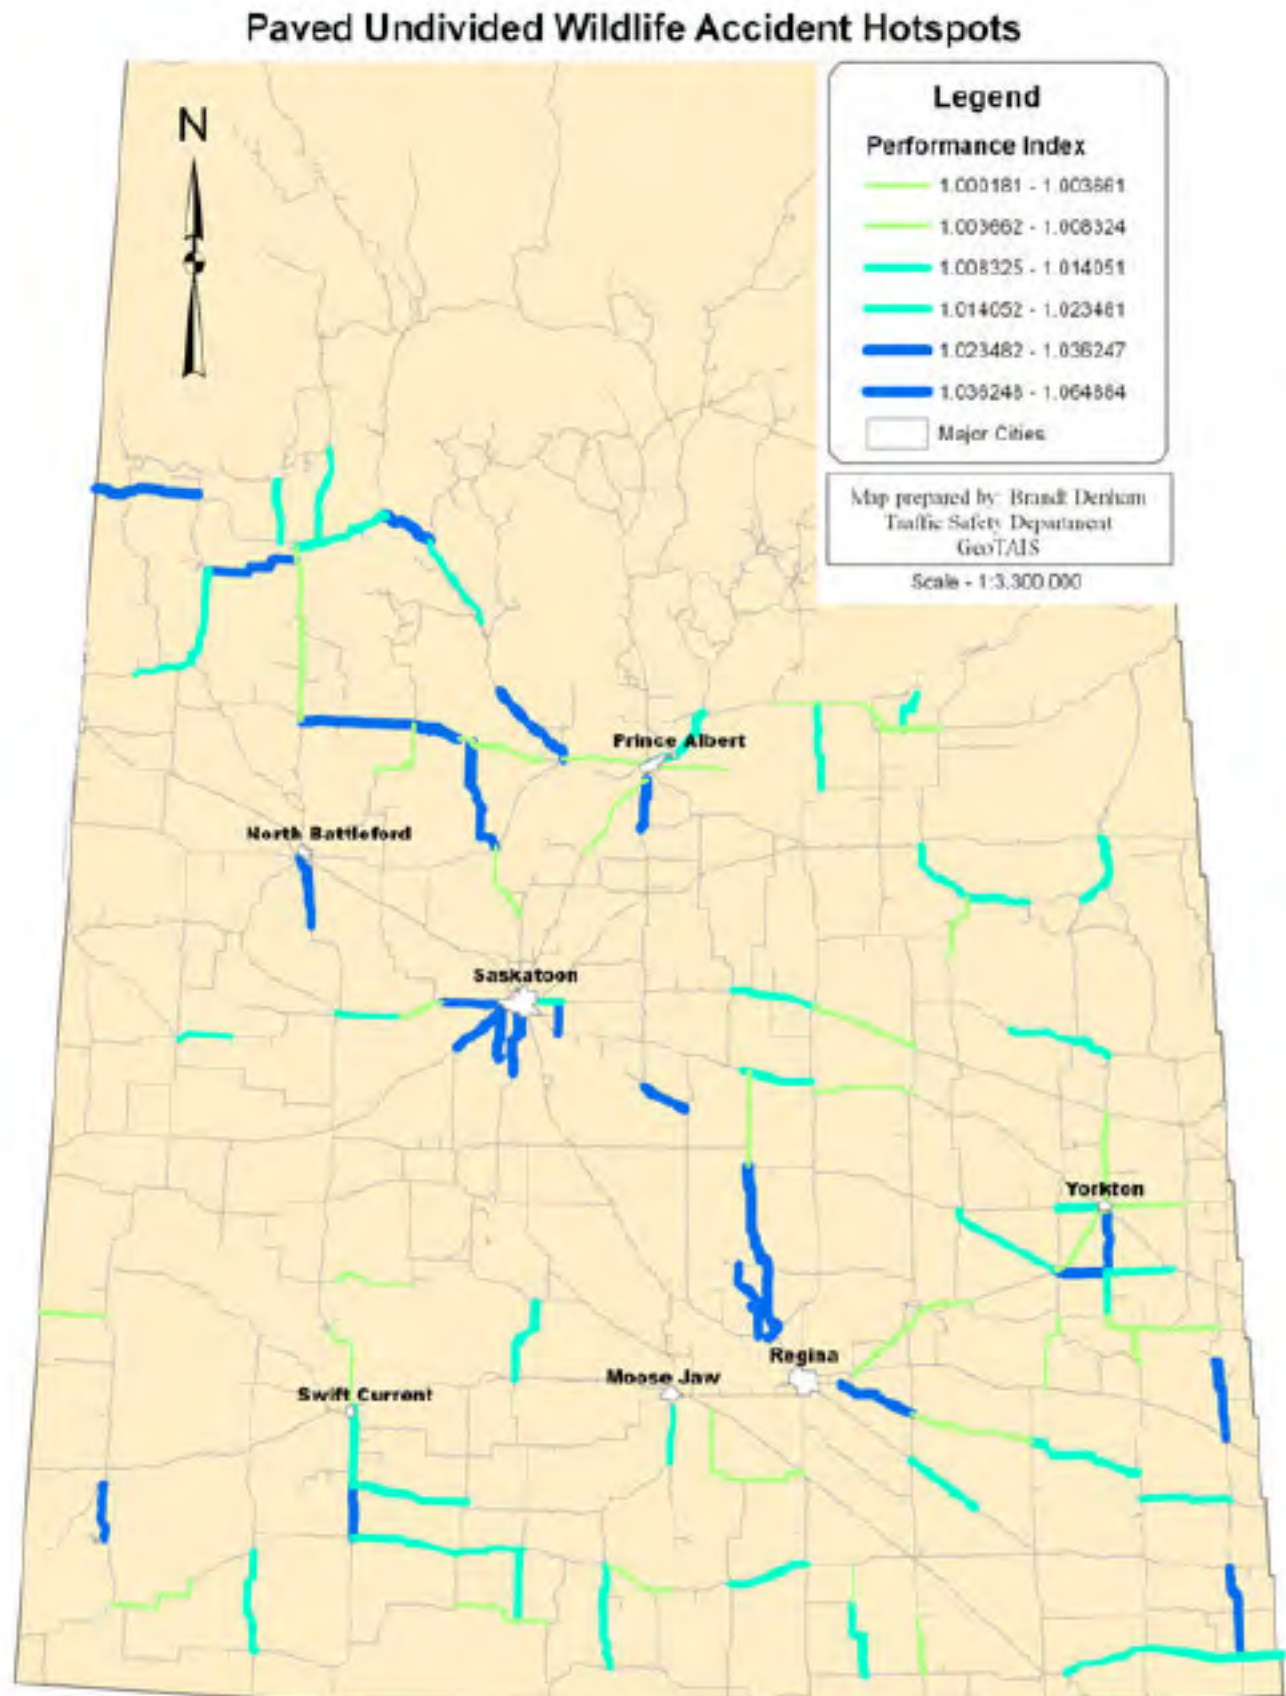 Paved Undivided Wildlife Accident Hotspots
N
Legend
Performance Index
1.000181 - 1.003661
1.003662 - 1.008324
1.008325 - 1.014051
1.014052 - 1.023481
1.023482 - 1.036247
1.036248 - 1.064864
Major Cities
Map prepared by: Brandt Denham
Traffic Safety Department
GeoTAIS
Scale - 1:3,300,000
Prince Albert
North Battleford
Saskatoon
Yorkton
Regina
Moose Jaw
Swift Current